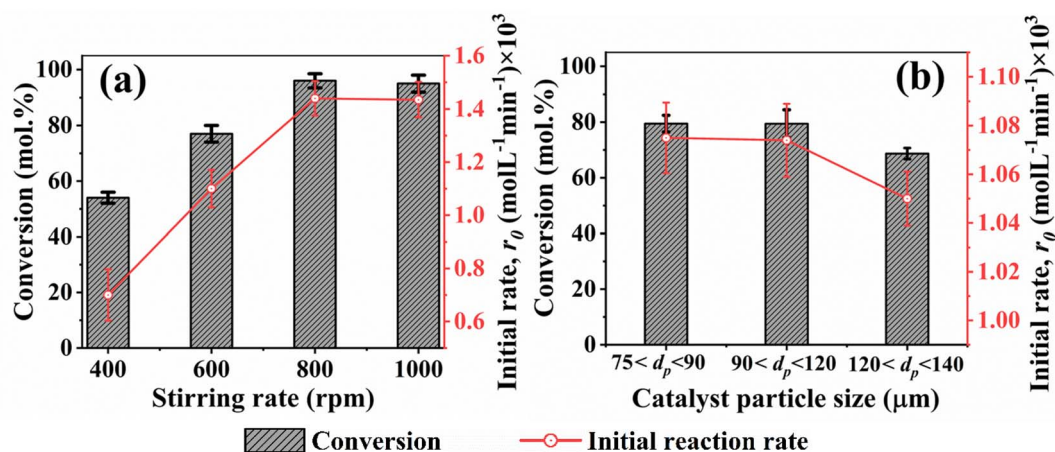 (a)
Conversion (mol.%)
100
80
60
40
20
0
400 600 800 1000
Stirring rate (rpm)
1.6
1.4
1.2
1.0
0.8
0.6
Initial rate, r₀ (molL⁻¹min⁻¹)×10³
(b)
Conversion (mol.%)
100
80
60
40
20
0
75< dₚ<90 90< dₚ<120 120< dₚ<140
Catalyst particle size (μm)
1.10
1.08
1.06
1.04
1.02
1.00
Initial rate, r₀ (molL⁻¹min⁻¹)×10³
Conversion Initial reaction rate